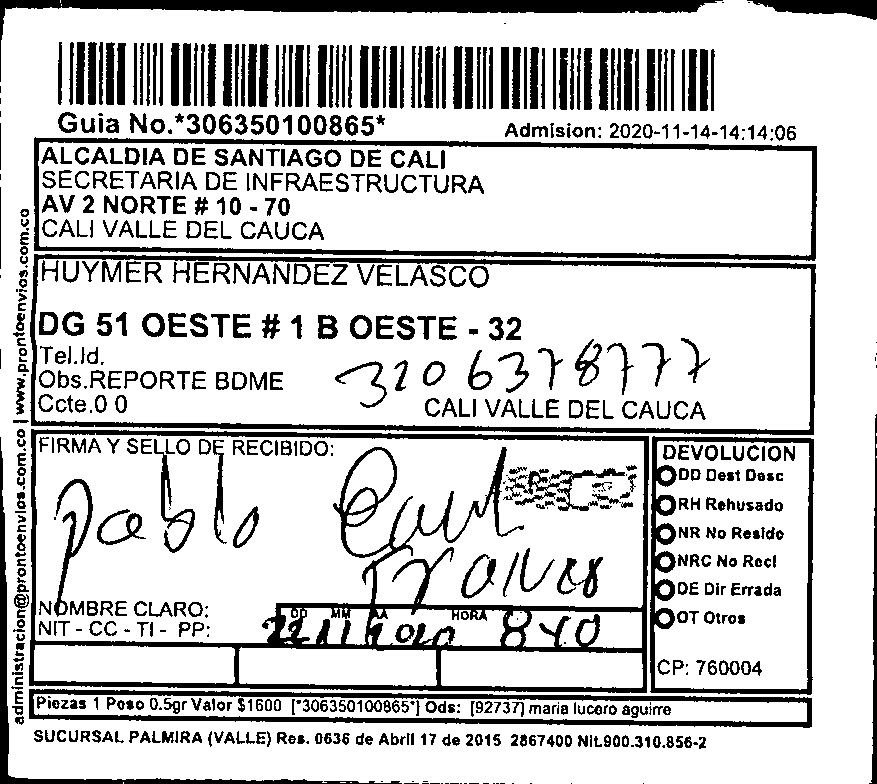 Guia No.*306350100865*
Admision: 2020-11-14-14:14:06
ALCALDIA DE SANTIAGO DE CALI
SECRETARIA DE INFRAESTRUCTURA
AV 2 NORTE # 10 - 70
CALI VALLE DEL CAUCA
HUYMER HERNANDEZ VELASCO
DG 51 OESTE # 1 B OESTE - 32
Tel.Id.
Obs.REPORTE BDME
3206378777
Ccte.0 0
CALI VALLE DEL CAUCA
FIRMA Y SELLO DE RECIBIDO:
pablo
NOMBRE CLARO:
NIT - CC - TI - PP:
DD MM AA HORA
22 11 2020 840
DEVOLUCION
DD Dest Desc
RH Rehusado
NR No Reside
NRC No Recl
DE Dir Errada
OT Otros
CP: 760004
Piezas 1 Peso 0.5gr Valor $1600 [*306350100865*] Ods: [92737] maria lucero aguirre
SUCURSAL PALMIRA (VALLE) Res. 0636 de Abril 17 de 2015 2867400 Nit.900.310.856-2
administracion@prontoenvios.com.co | www.prontoenvios.com.co